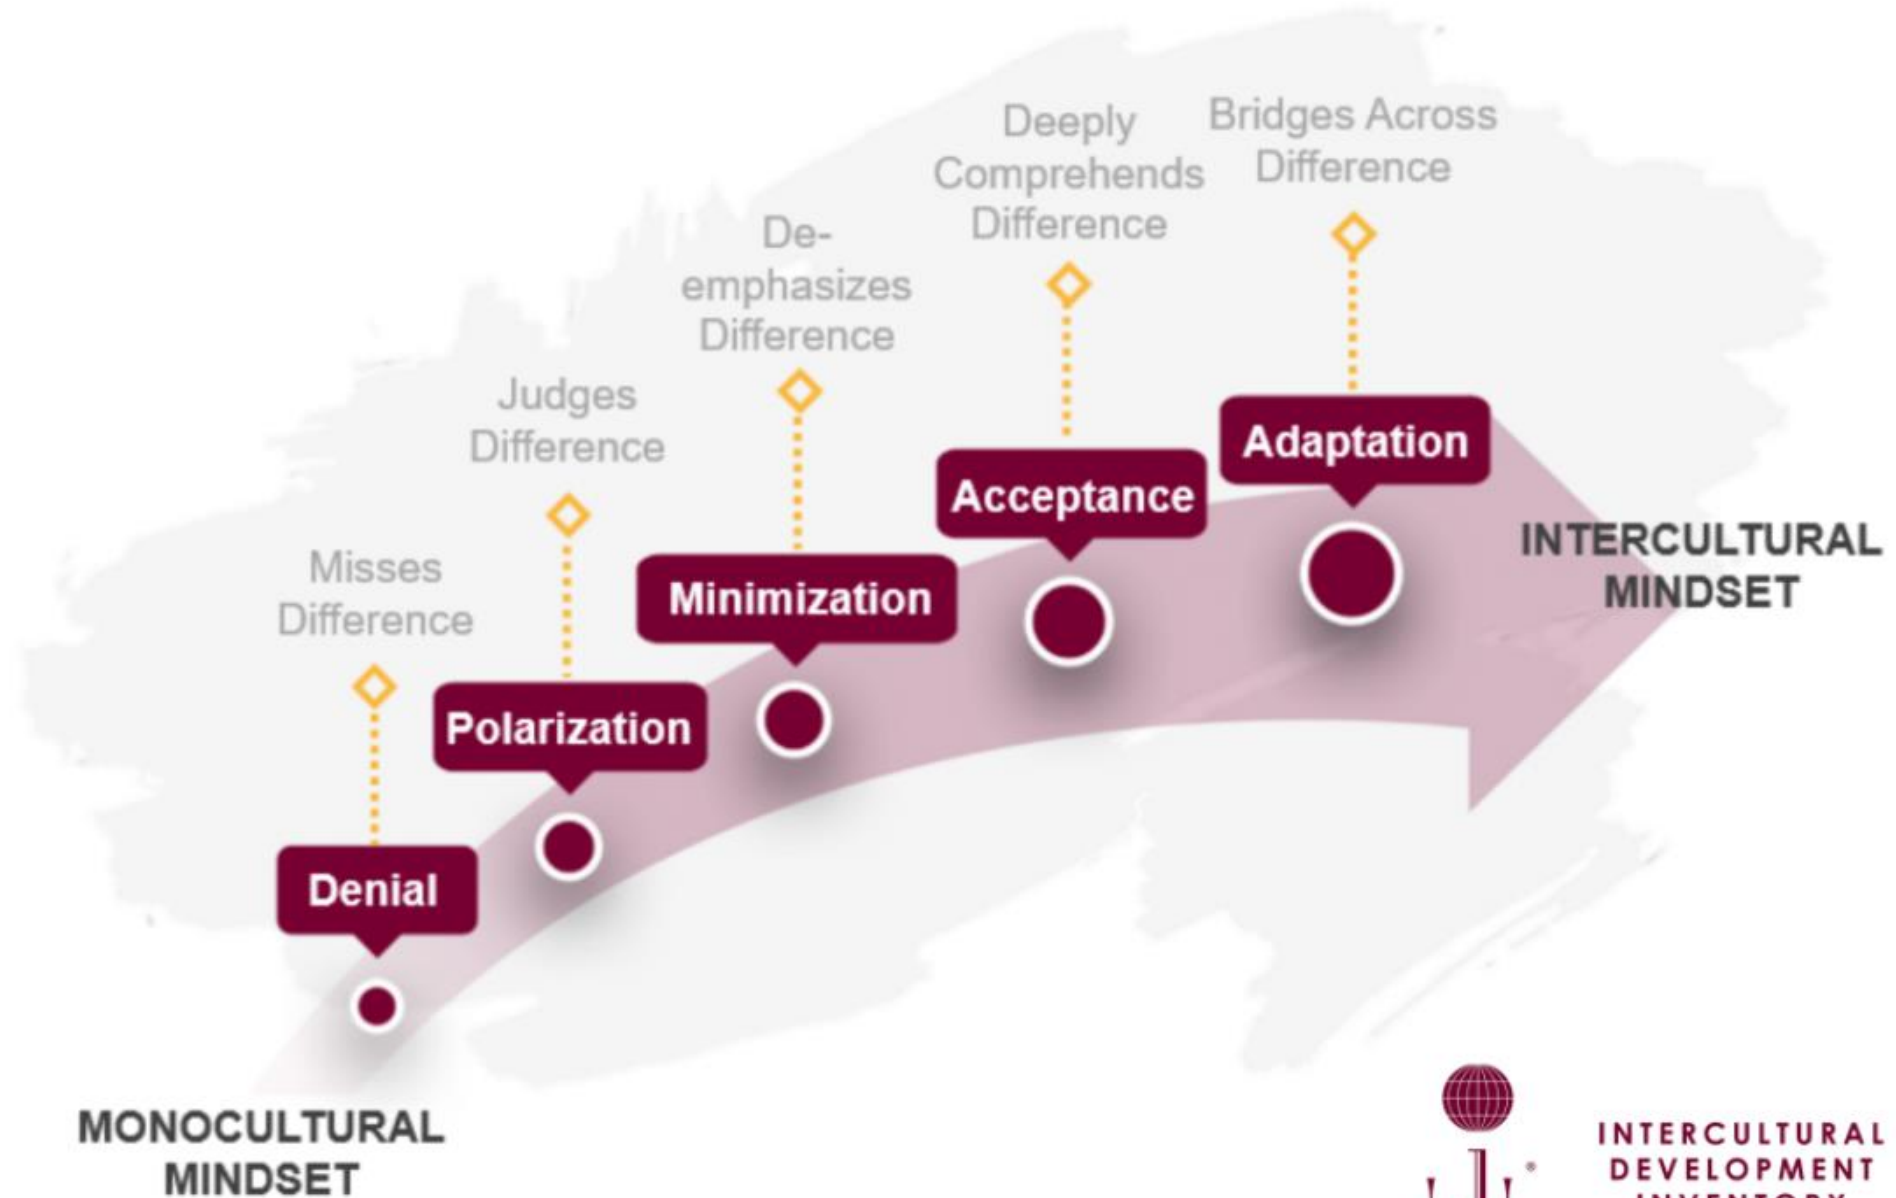 Misses
Difference
Denial
Judges
Difference
Polarization
De-
emphasizes
Difference
Minimization
Deeply
Comprehends
Difference
Acceptance
Bridges Across
Difference
Adaptation
INTERCULTURAL
MINDSET
MONOCULTURAL
MINDSET
INTERCULTURAL
DEVELOPMENT
INVENTORY